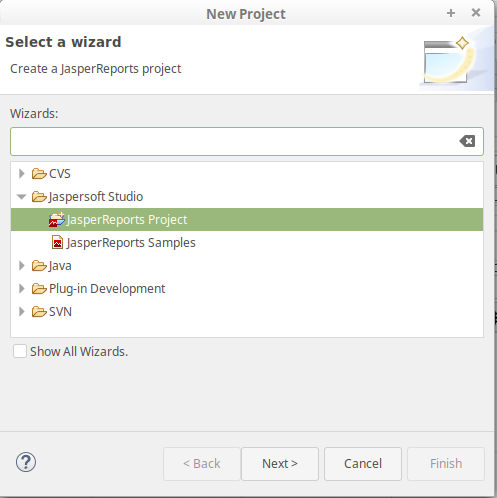 New Project
Select a wizard
Create a JasperReports project
Wizards:
CVS
Jaspersoft Studio
JasperReports Project
JasperReports Samples
Java
Plug-in Development
SVN
Show All Wizards.
< Back Next > Cancel Finish